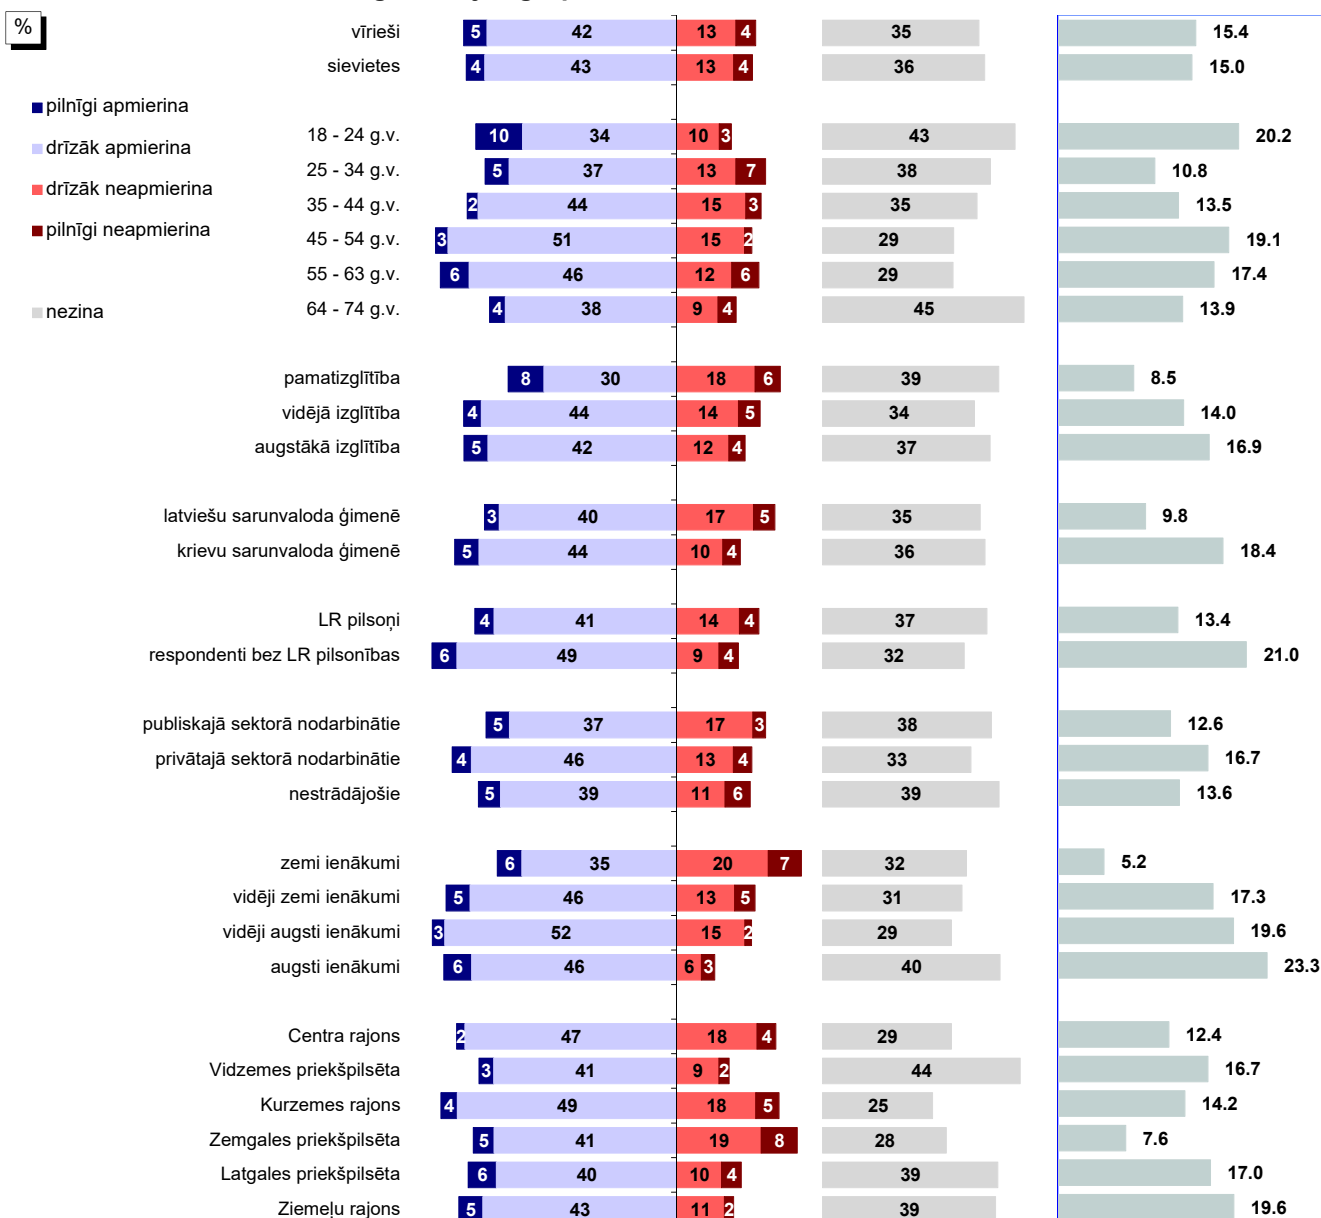 %
pilnīgi apmierina
drīzāk apmierina
drīzāk neapmierina
pilnīgi neapmierina
nezina
vīrieši 5 42 13 4 35 15.4
sievietes 4 43 13 4 36 15.0
18 - 24 g.v. 10 34 10 3 43 20.2
25 - 34 g.v. 5 37 13 7 38 10.8
35 - 44 g.v. 2 44 15 3 35 13.5
45 - 54 g.v. 3 51 15 2 29 19.1
55 - 63 g.v. 6 46 12 6 29 17.4
64 - 74 g.v. 4 38 9 4 45 13.9
pamatizglītība 8 30 18 6 39 8.5
vidējā izglītība 4 44 14 5 34 14.0
augstākā izglītība 5 42 12 4 37 16.9
latviešu sarunvaloda ģimenē 3 40 17 5 35 9.8
krievu sarunvaloda ģimenē 5 44 10 4 36 18.4
LR pilsoņi 4 41 14 4 37 13.4
respondenti bez LR pilsonības 6 49 9 4 32 21.0
publiskajā sektorā nodarbinātie 5 37 17 3 38 12.6
privātajā sektorā nodarbinātie 4 46 13 4 33 16.7
nestrādājošie 5 39 11 6 39 13.6
zemi ienākumi 6 35 20 7 32 5.2
vidēji zemi ienākumi 5 46 13 5 31 17.3
vidēji augsti ienākumi 3 52 15 2 29 19.6
augsti ienākumi 6 46 6 3 40 23.3
Centra rajons 2 47 18 4 29 12.4
Vidzemes priekšpilsēta 3 41 9 2 44 16.7
Kurzemes rajons 4 49 18 5 25 14.2
Zemgales priekšpilsēta 5 41 19 8 28 7.6
Latgales priekšpilsēta 6 40 10 4 39 17.0
Ziemeļu rajons 5 43 11 2 39 19.6